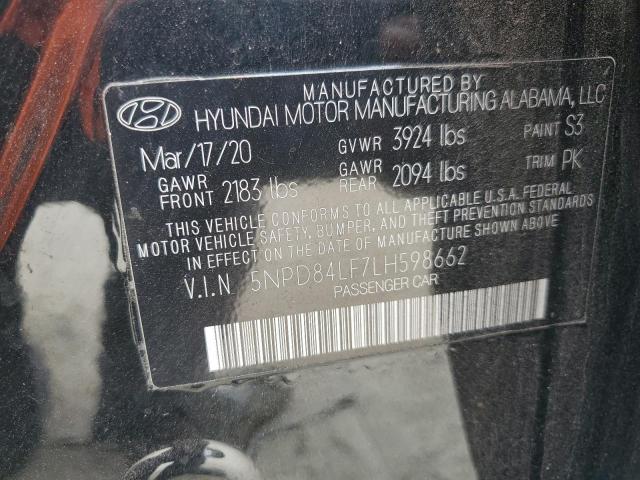 MANUFACTURED BY
HYUNDAI MOTOR MANUFACTURING ALABAMA, LLC
Mar/17/20 GVWR 3924 lbs PAINT S3
GAWR FRONT 2183 lbs GAWR REAR 2094 lbs TRIM PK
THIS VEHICLE CONFORMS TO ALL APPLICABLE U.S.A. FEDERAL
MOTOR VEHICLE SAFETY, BUMPER, AND THEFT PREVENTION STANDARDS
IN EFFECT ON THE DATE OF MANUFACTURE SHOWN ABOVE.
V.I.N 5NPD84LF7LH598662
PASSENGER CAR